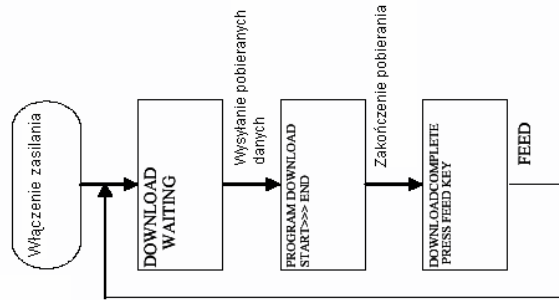 Włączenie zasilania
DOWNLOAD
WAITING
Wysyłanie pobieranych
danych
PROGRAM DOWNLOAD
START>>> END
Zakończenie pobierania
DOWNLOADCOMPLETE
PRESS FEED KEY
FEED